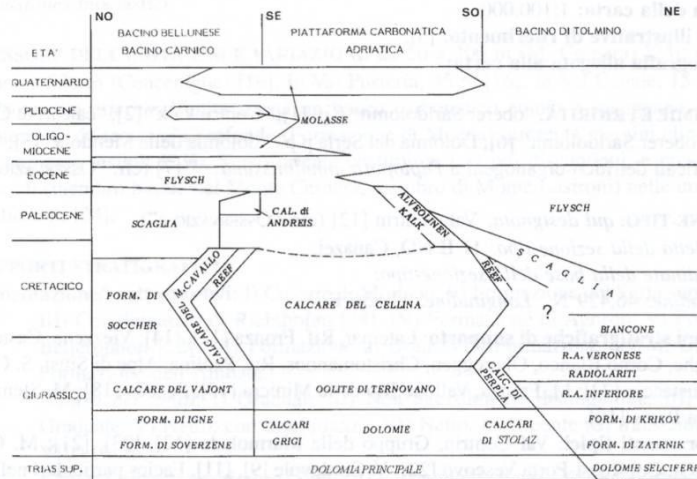 NO SE SO NE
BACINO BELLUNESE
BACINO CARNICO
PIATTAFORMA CARBONATICA
ADRIATICA
BACINO DI TOLMINO
ETA'
QUATERNARIO
PLIOCENE
MOLASSE
OLIGO-
MIOCENE
EOCENE
FLYSCH
PALEOCENE
SCAGLIA
CAL. di
ANDREIS
ALVEOLINEN
KALK
FLYSCH
SCAGLIA
REEF
CRETACICO
FORM. DI
SOCCHER
M. CAVALLO
REEF
CALCARE DEL
CALCARE
CALCARE DEL CELLINA
?
BIANCONE
R.A. VERONESE
RADIOLARITI
R.A. INFERIORE
GIURASSICO
CALCARE DEL VAJONT
OOLITE DI TERNOVANO
CALC. DI
PERBLA
FORM. IGNE
FORM. DI SOVERZENE
CALCARI
GRIGI
DOLOMIE
CALCARI
DI STOLAZ
FORM. DI KRIKOV
FORM. DI ZATRNIK
TRIAS SUP.
DOLOMIA PRINCIPALE
DOLOMIE SELCIFERE